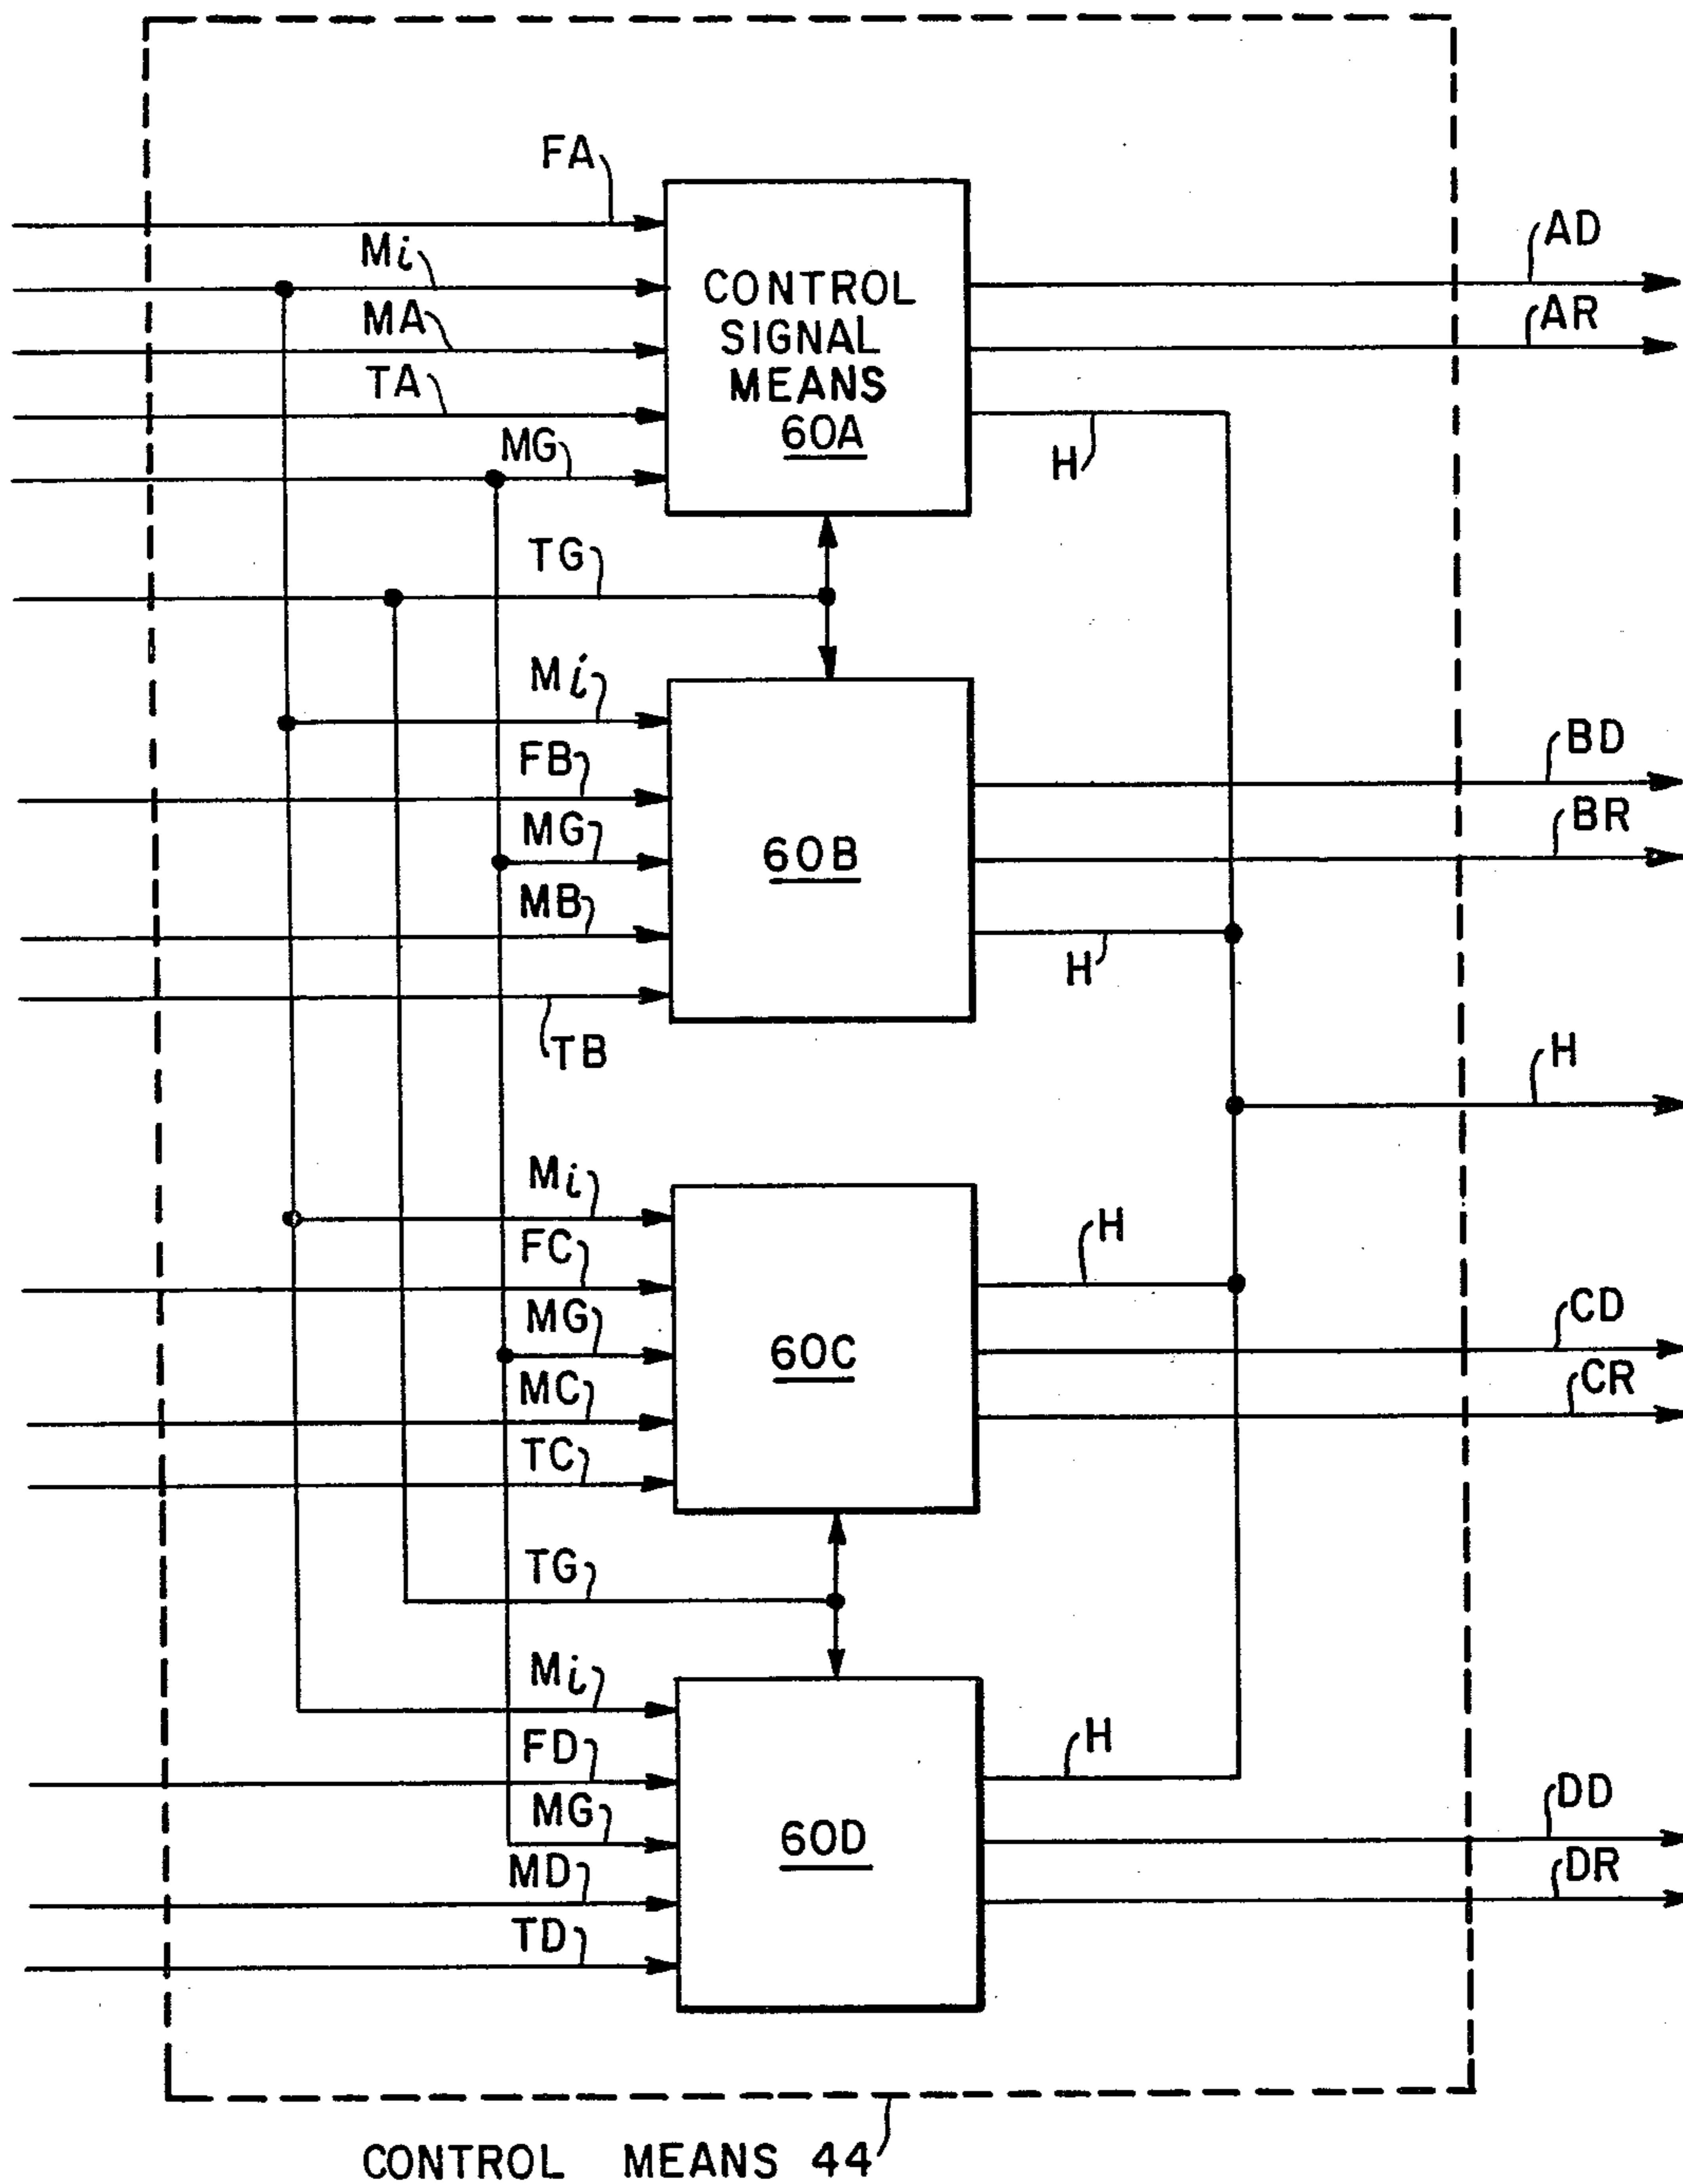 FA
Mi
MA
TA
MG
CONTROL
SIGNAL
MEANS
60A
AD
AR
H
TG
Mi
FB
MG
MB
TB
60B
BD
BR
H
H
Mi
FC
MG
MC
TC
60C
H
CD
CR
TG
Mi
FD
MG
MD
TD
60D
H
DD
DR
CONTROL MEANS 44